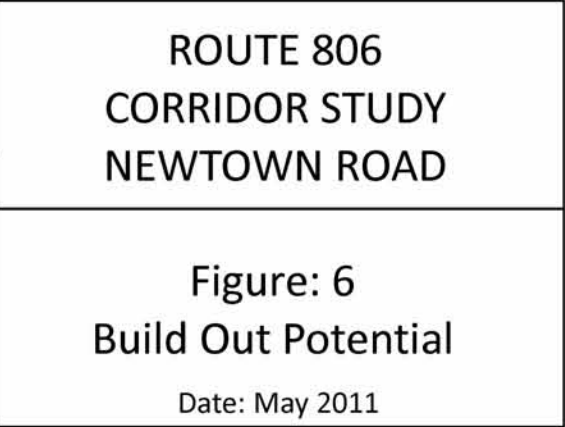 ROUTE 806
CORRIDOR STUDY
NEWTOWN ROAD
Figure: 6
Build Out Potential
Date: May 2011